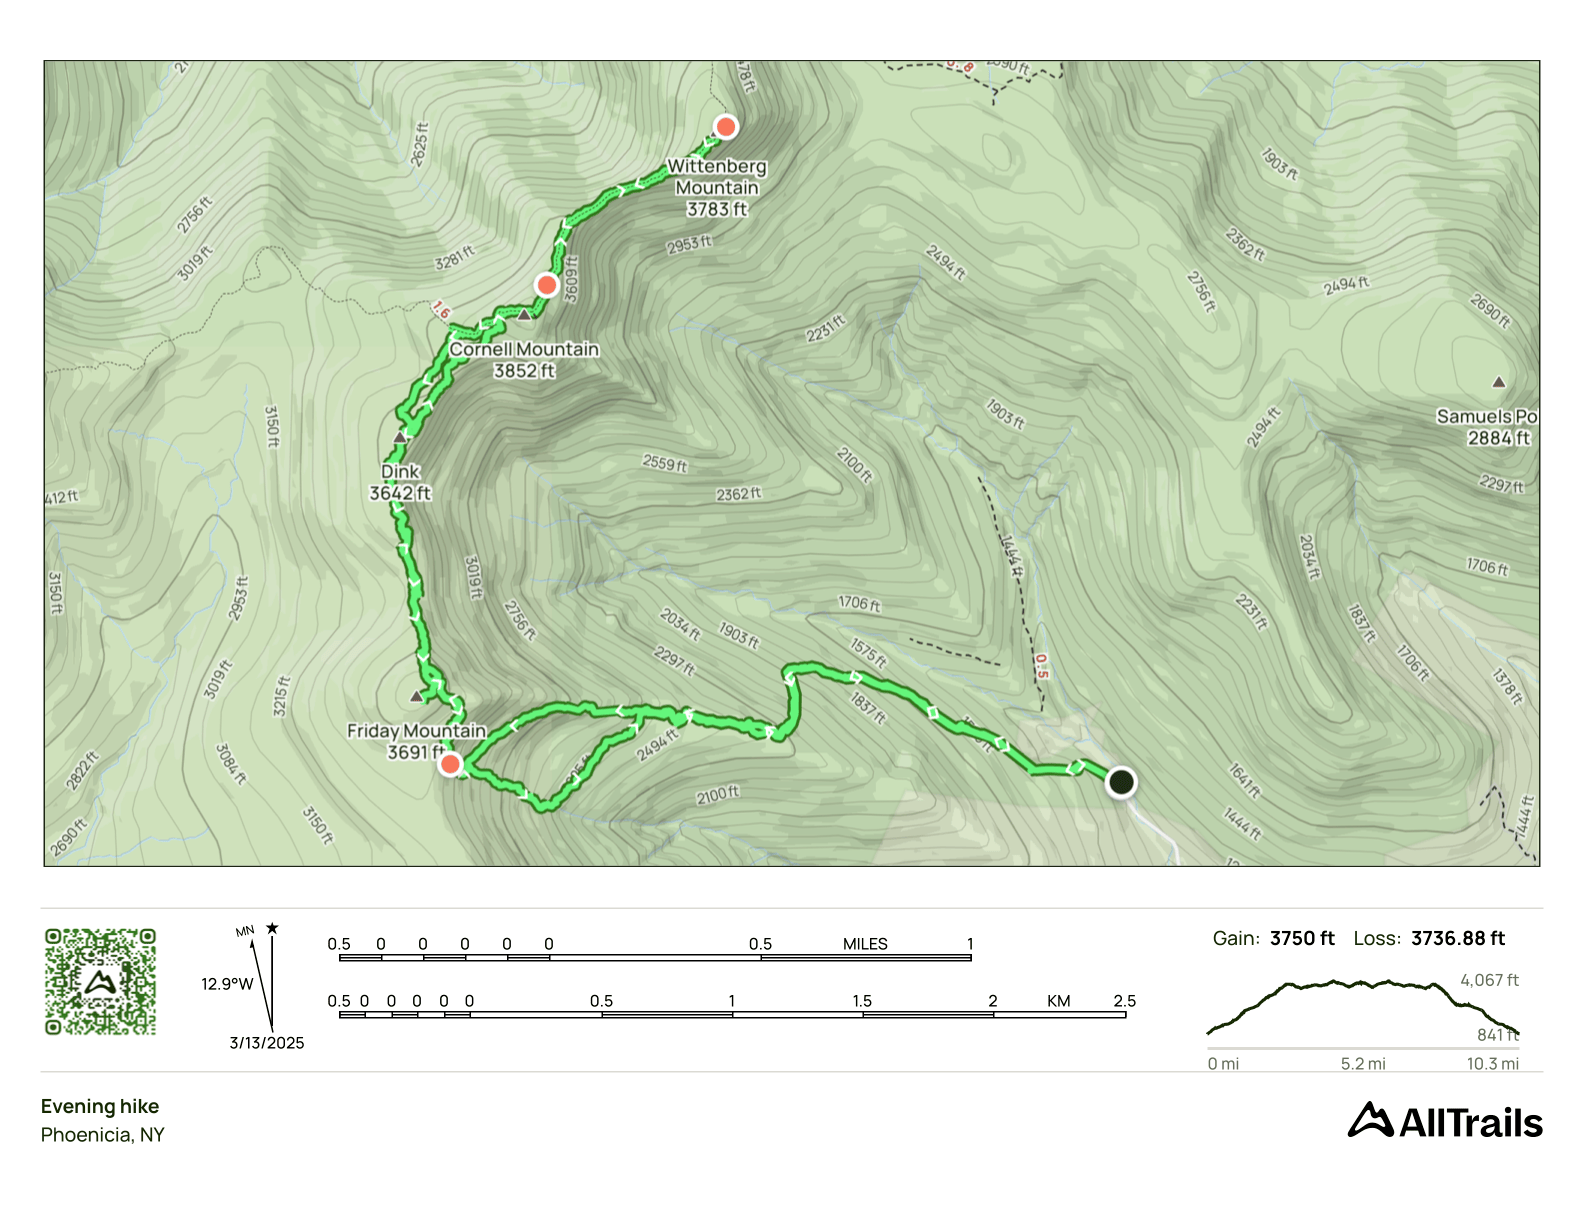 2390 ft
0.8
2625 ft
1903 ft
Wittenberg
Mountain
3783 ft
2756 ft
3019 ft
3281 ft
2953 ft
3609 ft
2494 ft
2362 ft
2756 ft
2494 ft
2690 ft
1.6
2231 ft
Cornell Mountain
3852 ft
3150 ft
1903 ft
2494 ft
Samuels Po
2884 ft
Dink
3642 ft
2559 ft
2362 ft
2100 ft
2297 ft
412 ft
3150 ft
2953 ft
3019 ft
2756 ft
1444 ft
2034 ft
1706 ft
1706 ft
2034 ft
1903 ft
2297 ft
1575 ft
2231 ft
1837 ft
1706 ft
1378 ft
0.5
3019 ft
3215 ft
1837 ft
Friday Mountain
3691 ft
2494 ft
3084 ft
2822 ft
2100 ft
1641 ft
1444 ft
1444 ft
3150 ft
2690 ft
MN
12.9°W
3/13/2025
0.5 0 0 0 0 0 0.5 MILES 1
0.5 0 0 0 0 0 0.5 1 1.5 2 KM 2.5
Gain: 3750 ft Loss: 3736.88 ft
4,067 ft
841 ft
0 mi 5.2 mi 10.3 mi
Evening hike
Phoenicia, NY
AllTrails